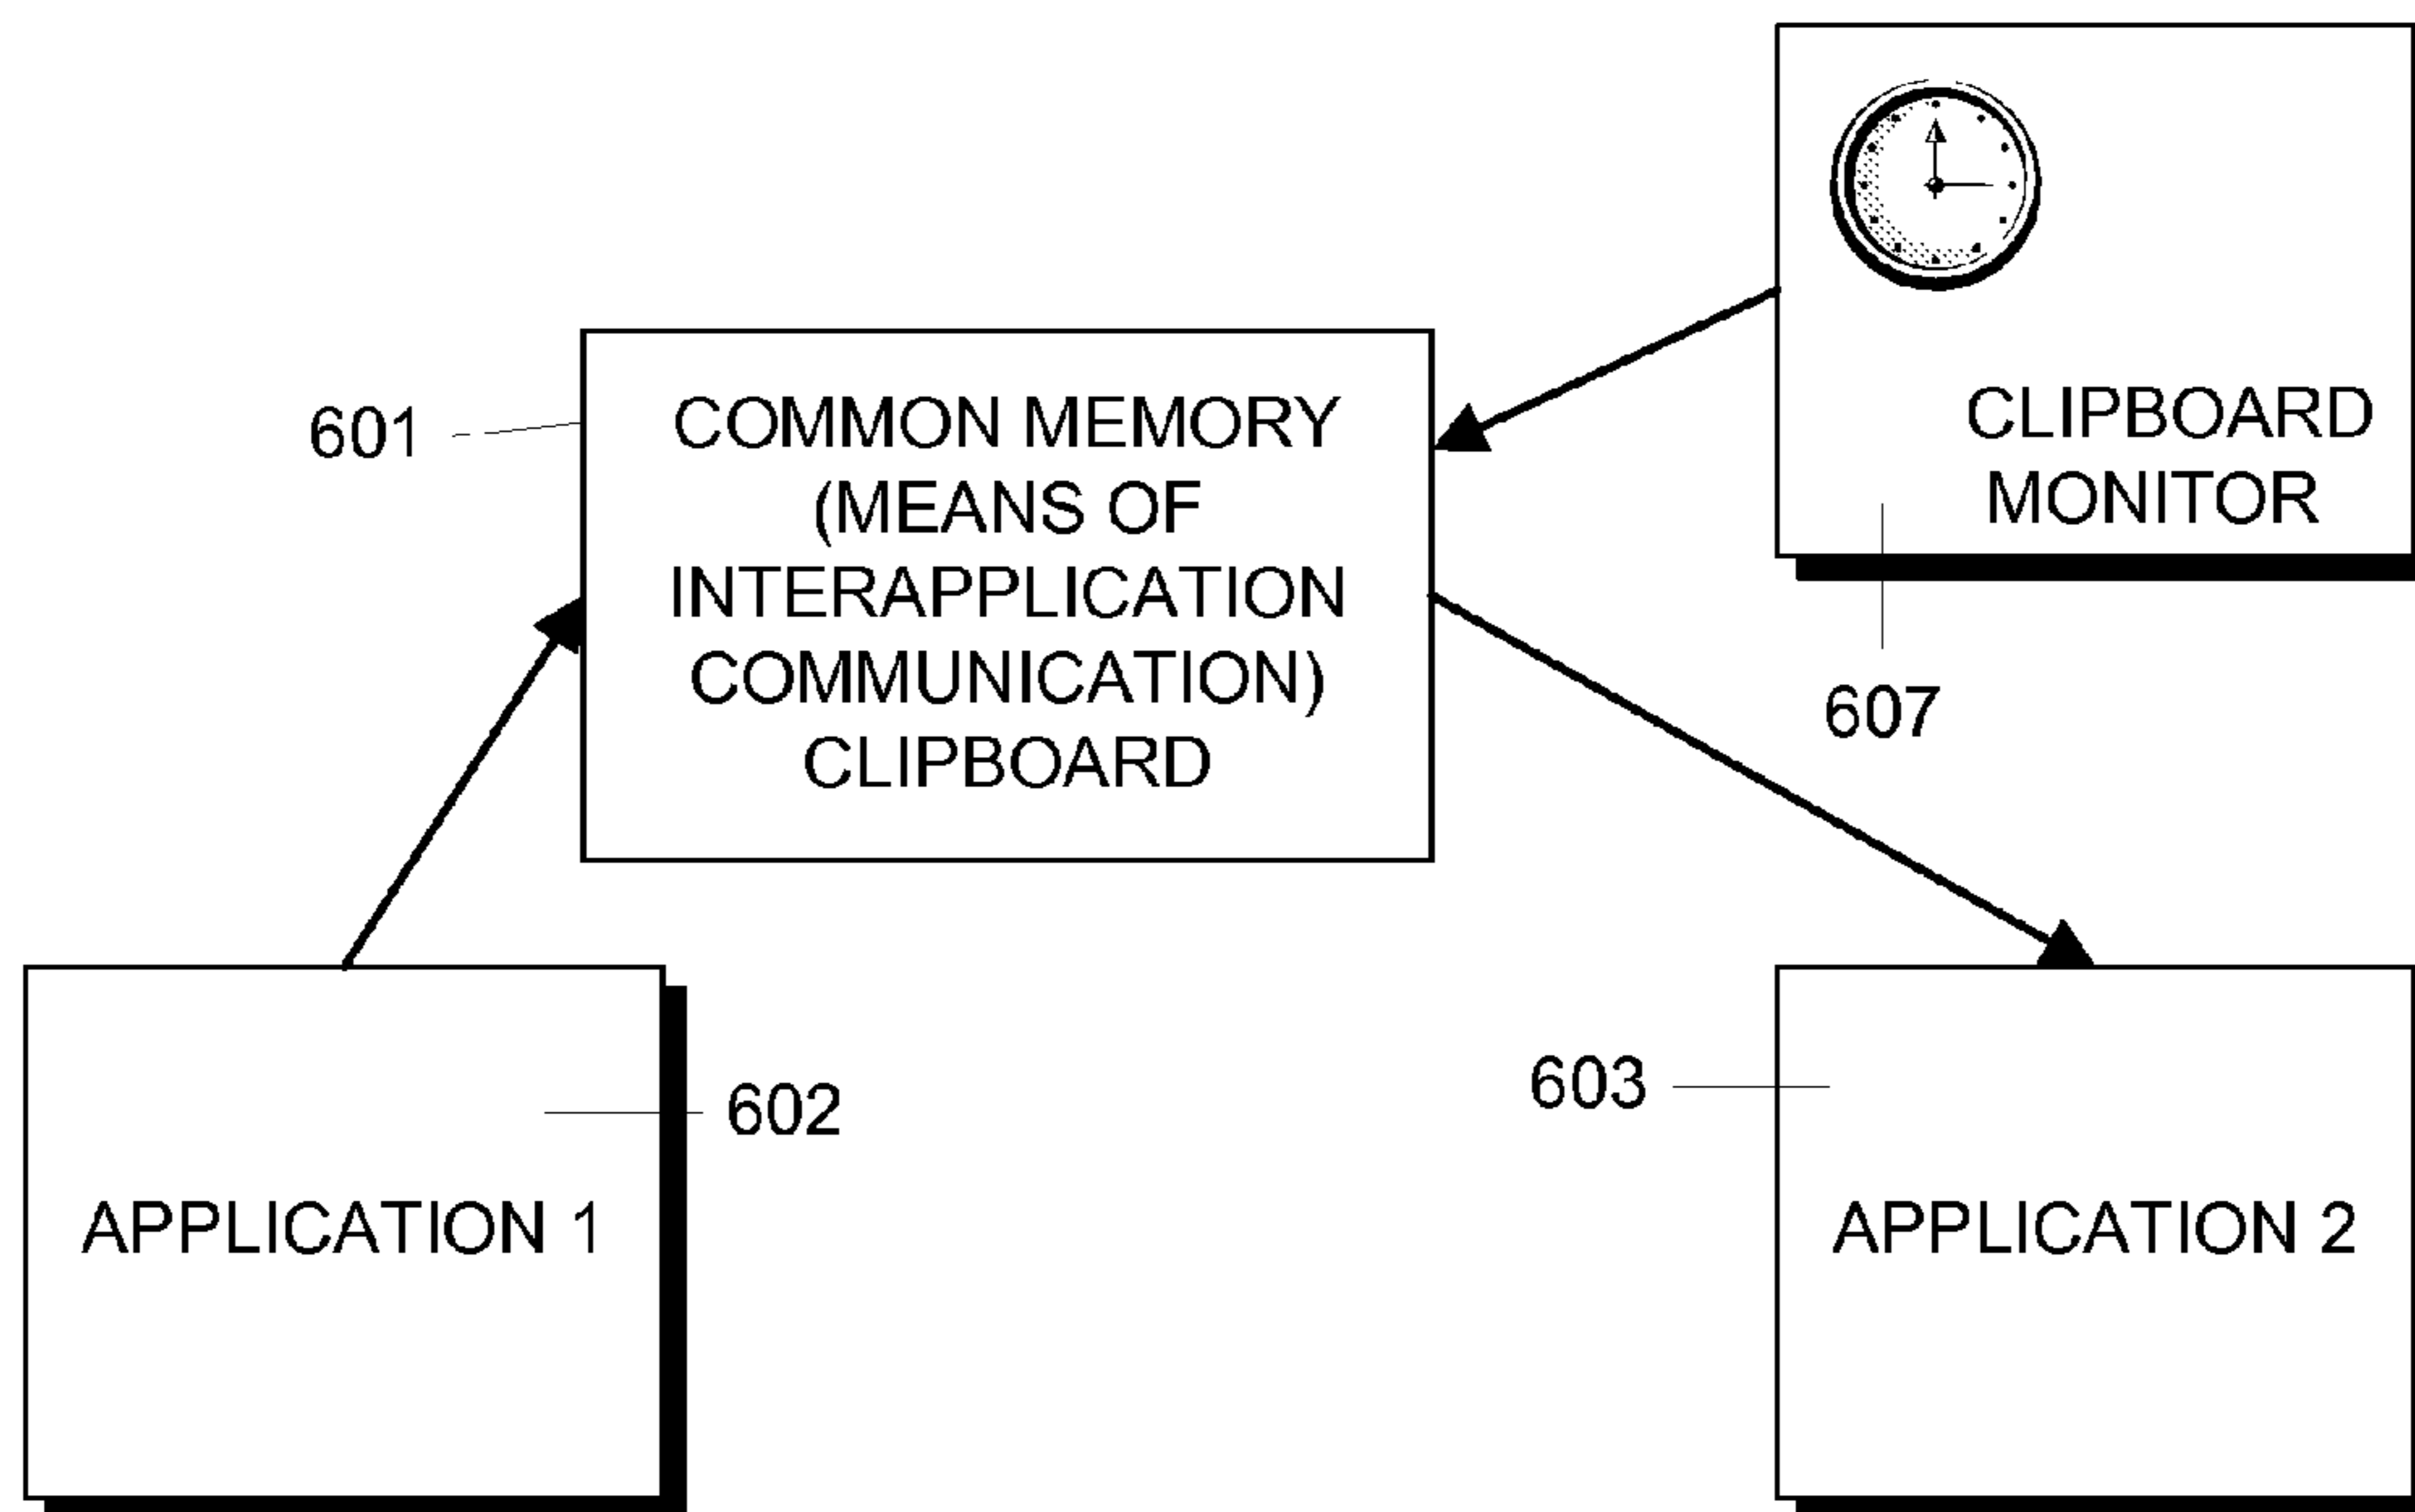 601
COMMON MEMORY
(MEANS OF
INTERAPPLICATION
COMMUNICATION)
CLIPBOARD
CLIPBOARD
MONITOR
607
APPLICATION 1
602
603
APPLICATION 2